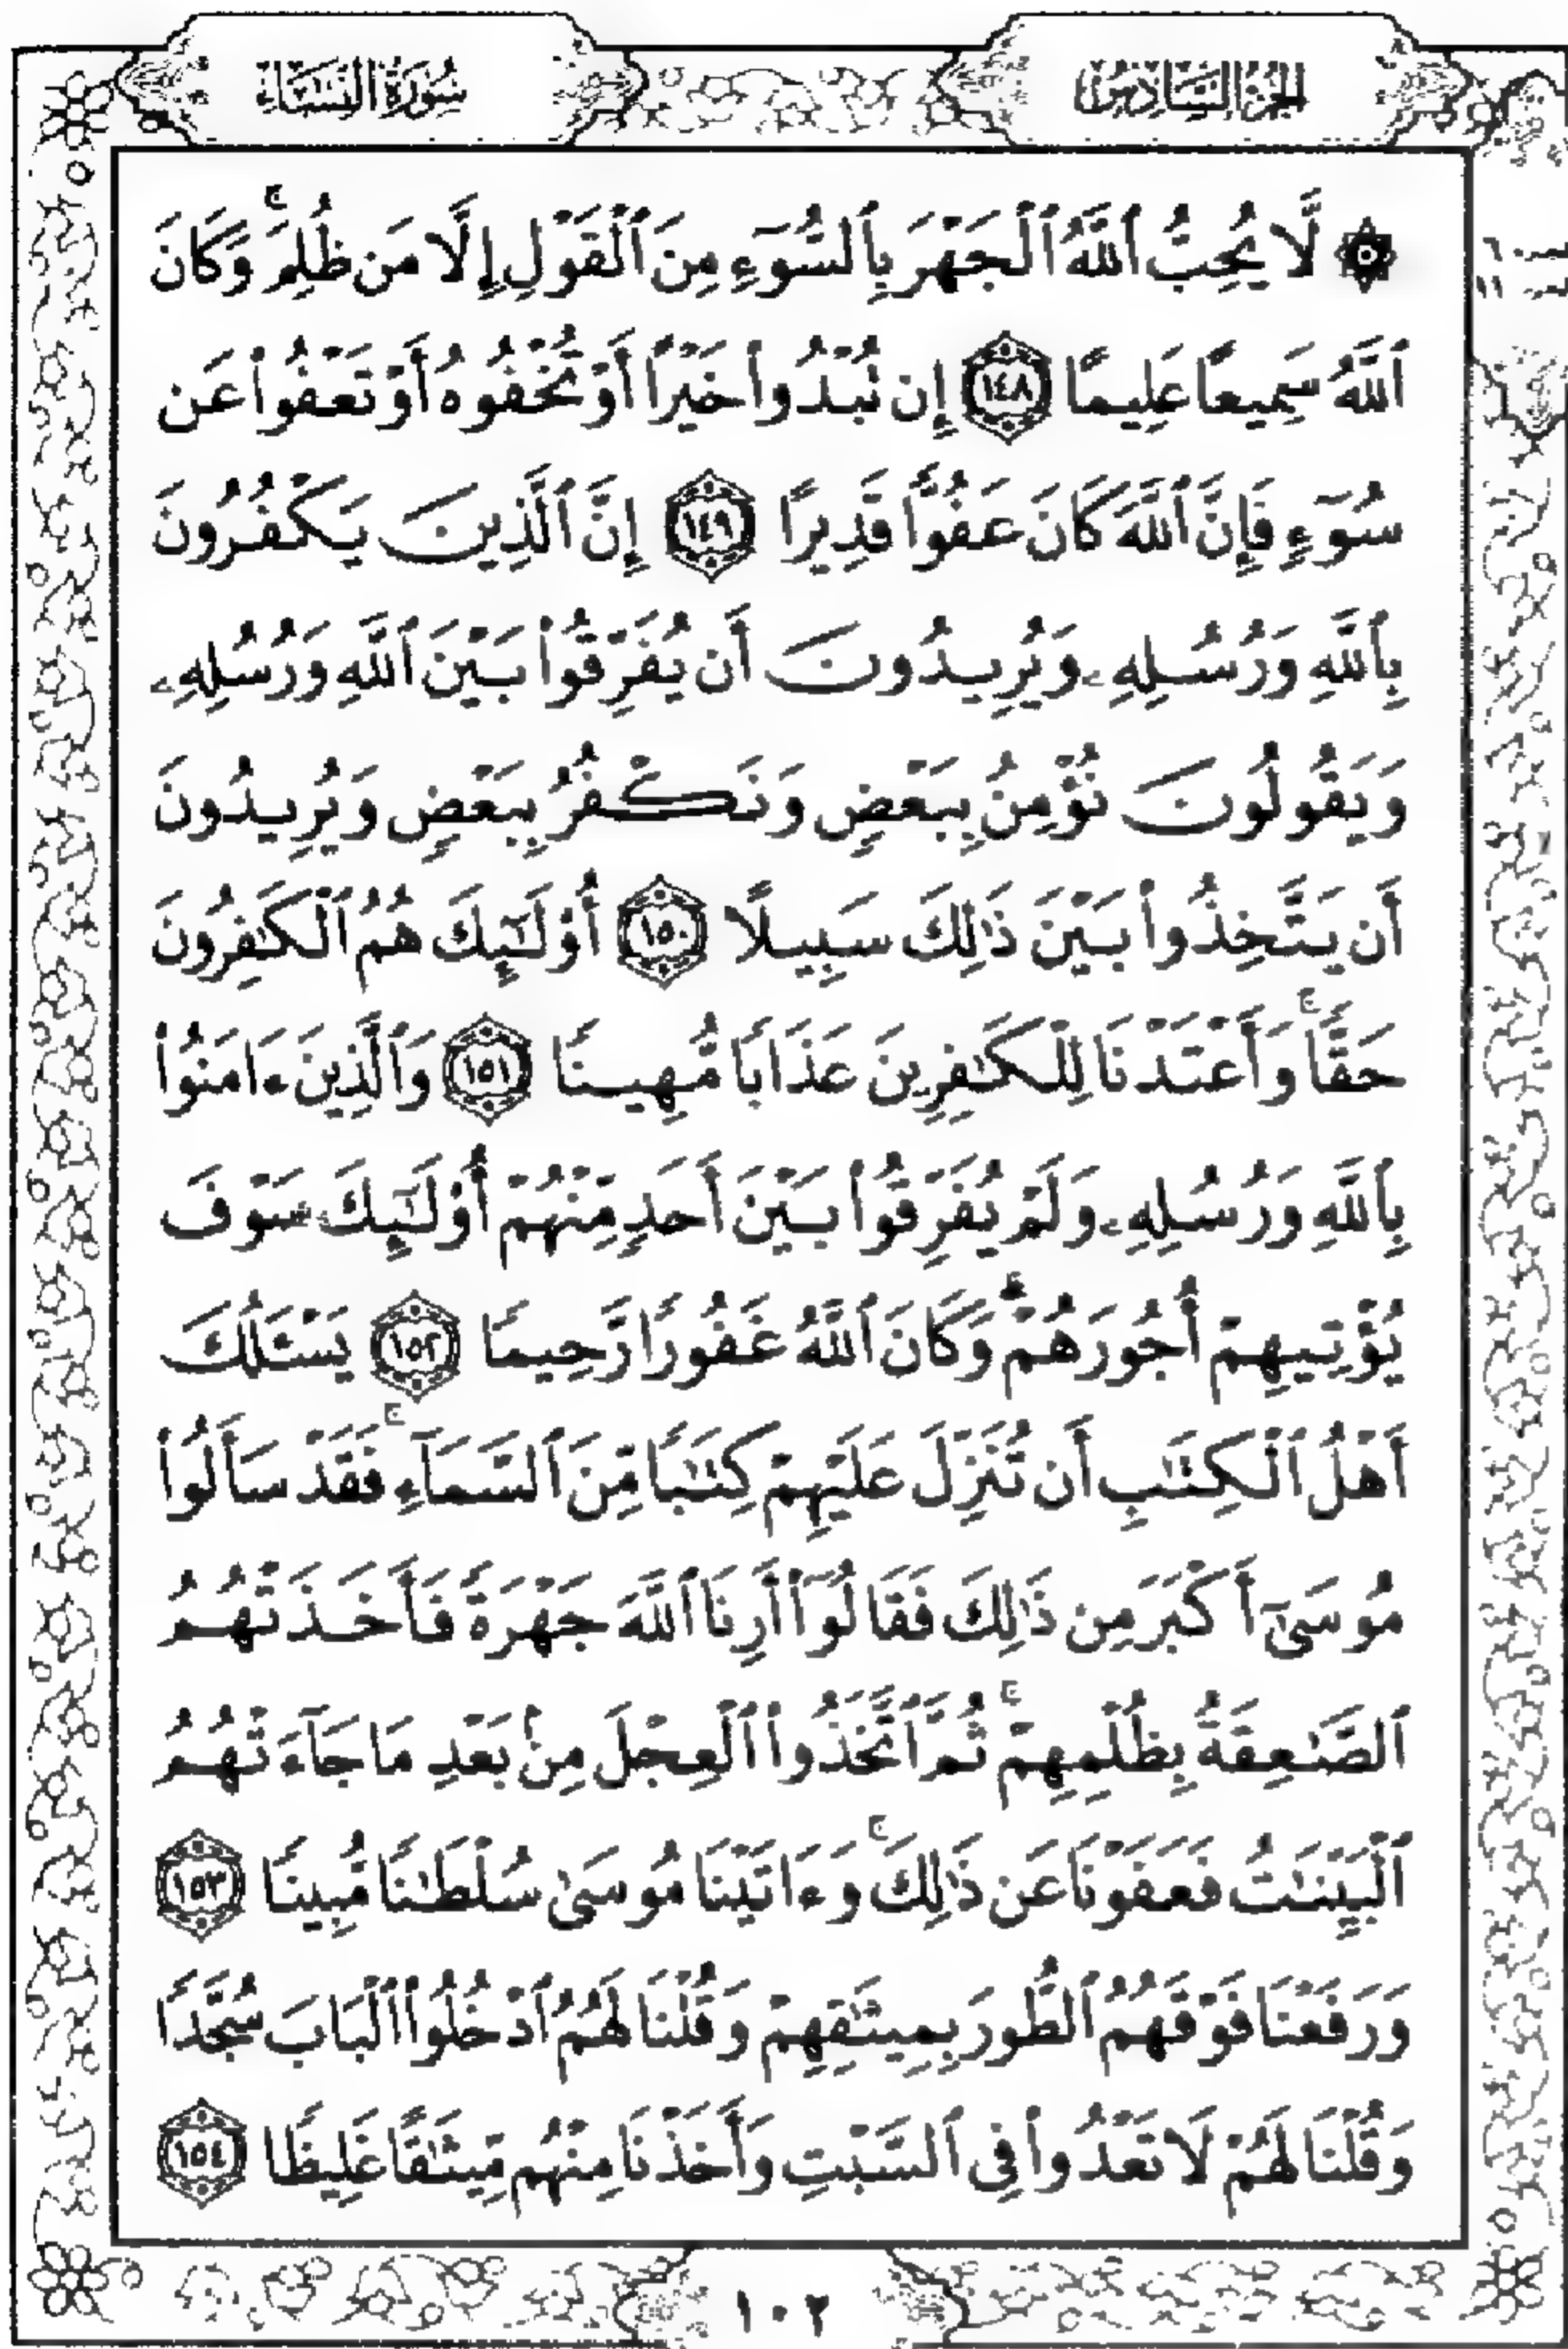 الجزء السادس
سورة النساء
۞ لَّا يُحِبُّ ٱللَّهُ ٱلْجَهْرَ بِٱلسُّوٓءِ مِنَ ٱلْقَوْلِ إِلَّا مَن ظُلِمَ ۚ وَكَانَ
ٱللَّهُ سَمِيعًا عَلِيمًا ١٤٨ إِن تُبْدُوا۟ خَيْرًا أَوْ تُخْفُوهُ أَوْ تَعْفُوا۟ عَن
سُوٓءٍ فَإِنَّ ٱللَّهَ كَانَ عَفُوًّا قَدِيرًا ١٤٩ إِنَّ ٱلَّذِينَ يَكْفُرُونَ
بِٱللَّهِ وَرُسُلِهِۦ وَيُرِيدُونَ أَن يُفَرِّقُوا۟ بَيْنَ ٱللَّهِ وَرُسُلِهِۦ
وَيَقُولُونَ نُؤْمِنُ بِبَعْضٍ وَنَكْفُرُ بِبَعْضٍ وَيُرِيدُونَ
أَن يَتَّخِذُوا۟ بَيْنَ ذَٰلِكَ سَبِيلًا ١٥٠ أُو۟لَـٰٓئِكَ هُمُ ٱلْكَـٰفِرُونَ
حَقًّا ۚ وَأَعْتَدْنَا لِلْكَـٰفِرِينَ عَذَابًا مُّهِينًا ١٥١ وَٱلَّذِينَ ءَامَنُوا۟
بِٱللَّهِ وَرُسُلِهِۦ وَلَمْ يُفَرِّقُوا۟ بَيْنَ أَحَدٍ مِّنْهُمْ أُو۟لَـٰٓئِكَ سَوْفَ
يُؤْتِيهِمْ أُجُورَهُمْ ۗ وَكَانَ ٱللَّهُ غَفُورًا رَّحِيمًا ١٥٢ يَسْـَٔلُكَ
أَهْلُ ٱلْكِتَـٰبِ أَن تُنَزِّلَ عَلَيْهِمْ كِتَـٰبًا مِّنَ ٱلسَّمَآءِ ۚ فَقَدْ سَأَلُوا۟
مُوسَىٰٓ أَكْبَرَ مِن ذَٰلِكَ فَقَالُوٓا۟ أَرِنَا ٱللَّهَ جَهْرَةً فَأَخَذَتْهُمُ
ٱلصَّـٰعِقَةُ بِظُلْمِهِمْ ۚ ثُمَّ ٱتَّخَذُوا۟ ٱلْعِجْلَ مِنۢ بَعْدِ مَا جَآءَتْهُمُ
ٱلْبَيِّنَـٰتُ فَعَفَوْنَا عَن ذَٰلِكَ ۚ وَءَاتَيْنَا مُوسَىٰ سُلْطَـٰنًا مُّبِينًا ١٥٣
وَرَفَعْنَا فَوْقَهُمُ ٱلطُّورَ بِمِيثَـٰقِهِمْ وَقُلْنَا لَهُمُ ٱدْخُلُوا۟ ٱلْبَابَ سُجَّدًا
وَقُلْنَا لَهُمْ لَا تَعْدُوا۟ فِى ٱلسَّبْتِ وَأَخَذْنَا مِنْهُم مِّيثَـٰقًا غَلِيظًا ١٥٤
١٠٢